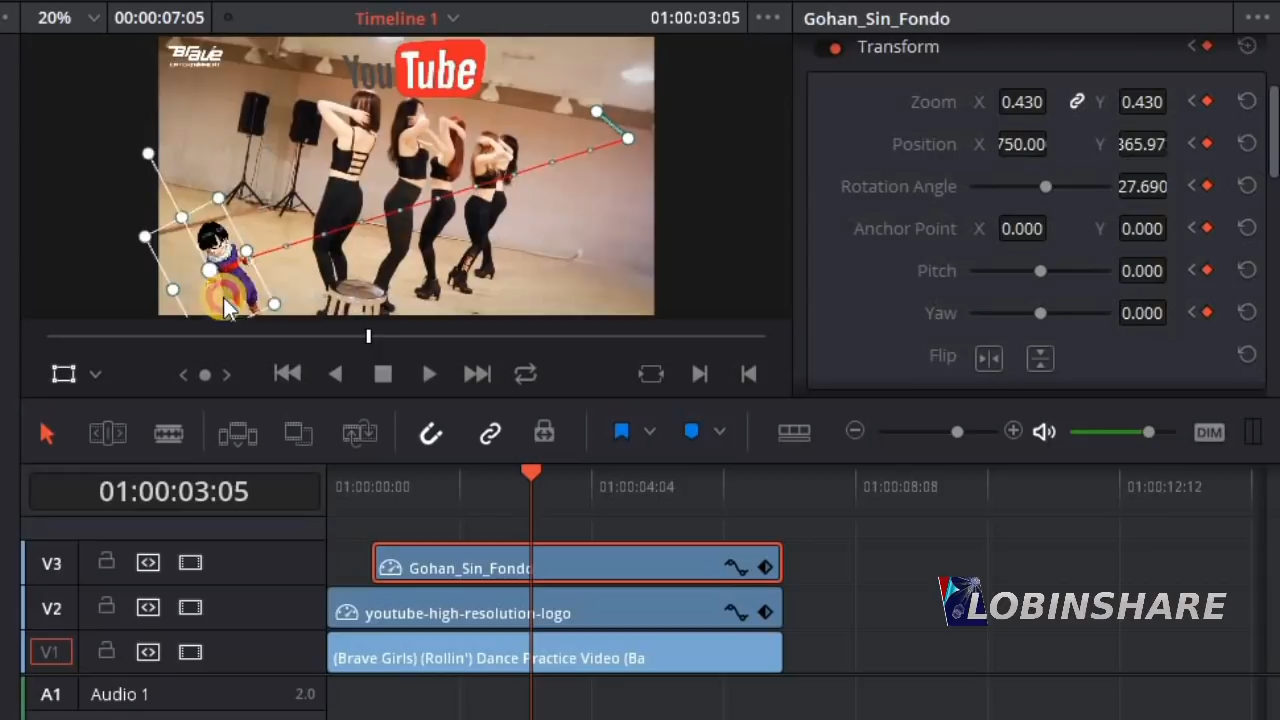 20%
00:00:07:05
Timeline 1
01:00:03:05
Gohan_Sin_Fondo
Transform
Zoom X 0.430 Y 0.430
Position X 750.00 Y 365.97
Rotation Angle 27.690
Anchor Point X 0.000 Y 0.000
Pitch 0.000
Yaw 0.000
Flip
BRAVE
YouTube
DIM
01:00:03:05
01:00:00:00
01:00:04:04
01:00:08:08
01:00:12:12
V3
Gohan_Sin_Fondo
V2
youtube-high-resolution-logo
LOBINSHARE
V1
(Brave Girls) (Rollin') Dance Practice Video (Ba
A1 Audio 1 2.0